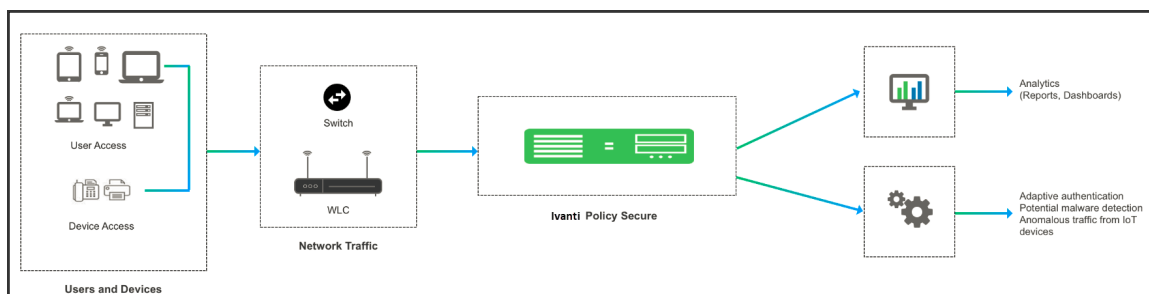 User Access
Device Access
Users and Devices
Switch
WLC
Network Traffic
Ivanti Policy Secure
Analytics
(Reports, Dashboards)
Adaptive authentication
Potential malware detection
Anomalous traffic from IoT
devices